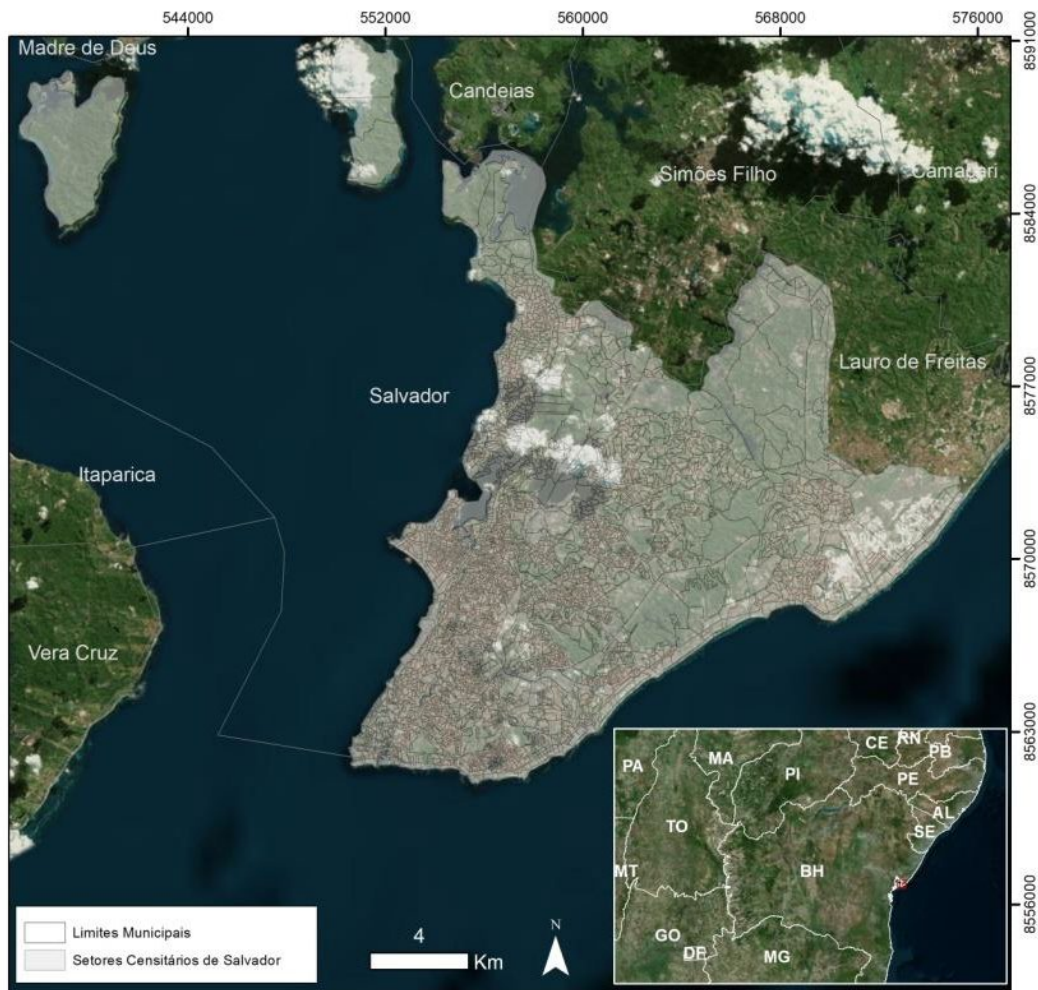 544000 552000 560000 568000 576000
8591000
Madre de Deus
Candeias
Simões Filho
Camaçari
8584000
Lauro de Freitas
8577000
Salvador
Itaparica
8570000
Vera Cruz
8563000
CE RN
PB
MA
PA
PI
PE
AL
TO
SE
BH
MT
8556000
GO
DF
MG
Limites Municipais
Setores Censitários de Salvador
4
Km
N